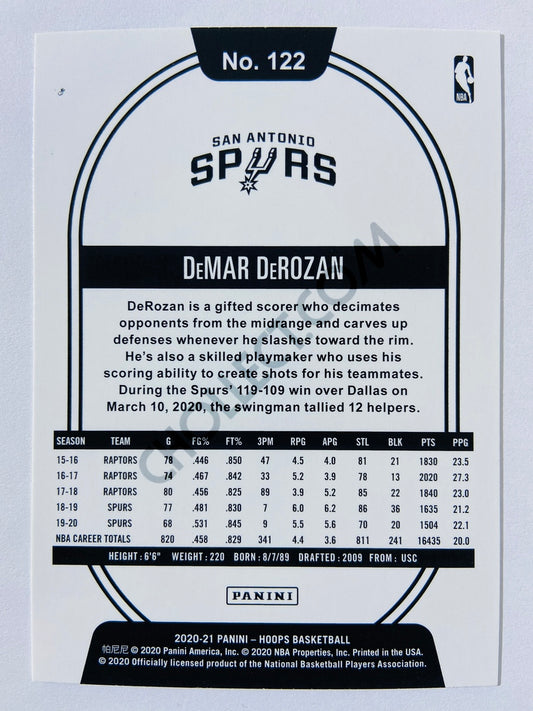 No. 122
NBA
SAN ANTONIO
SPURS
DEMAR DEROZAN
DeRozan is a gifted scorer who decimates
opponents from the midrange and carves up
defenses whenever he slashes toward the rim.
He's also a skilled playmaker who uses his
scoring ability to create shots for his teammates.
During the Spurs' 119-109 win over Dallas on
March 10, 2020, the swingman tallied 12 helpers.
SEASON TEAM G FG% FT% 3PM RPG APG STL BLK PTS PPG
15-16 RAPTORS 78 .446 .850 47 4.5 4.0 81 21 1830 23.5
16-17 RAPTORS 74 .467 .842 33 5.2 3.9 78 13 2020 27.3
17-18 RAPTORS 80 .456 .825 89 3.9 5.2 85 22 1840 23.0
18-19 SPURS 77 .481 .830 7 6.0 6.2 86 36 1635 21.2
19-20 SPURS 68 .531 .845 9 5.5 5.6 70 20 1504 22.1
NBA CAREER TOTALS 820 .458 .829 341 4.4 3.6 811 241 16435 20.0
HEIGHT: 6'6" WEIGHT: 220 BORN: 8/7/89 DRAFTED: 2009 FROM: USC
PANINI
2020-21 PANINI – HOOPS BASKETBALL
帕尼尼 © 2020 Panini America, Inc. © 2020 NBA Properties, Inc. Printed in the USA.
© 2020 Officially licensed product of the National Basketball Players Association.
CHOLLECT.COM